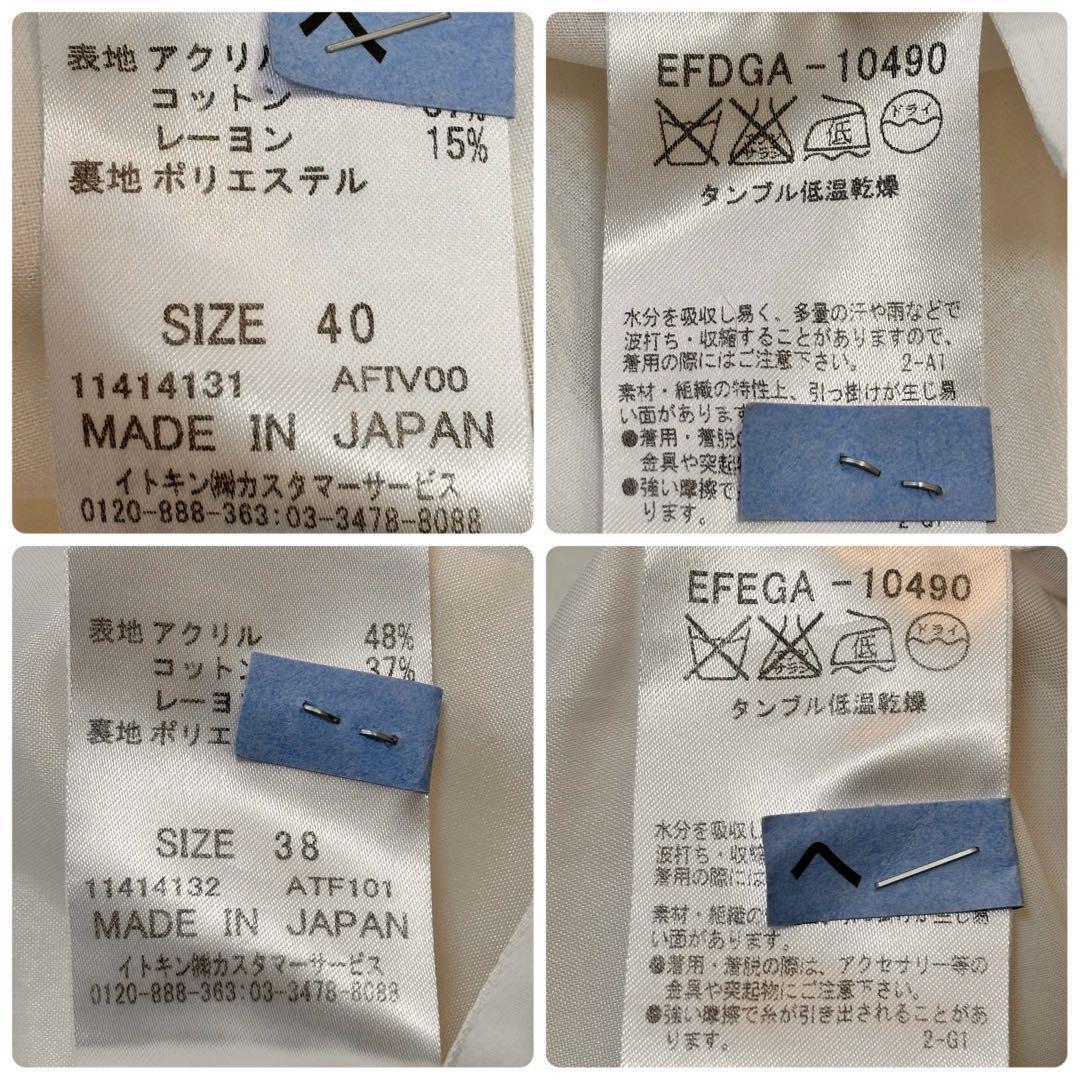 表地 アクリ
コットン
レーヨン 15%
裏地 ポリエステル
SIZE 40
11414131 AFIV00
MADE IN JAPAN
イトキン㈱カスタマーサービス
0120-888-363:03-3478-8088
EFDGA-10490
低 ドライ
タンブル低温乾燥
水分を吸収し易く、多量の汗や雨などで
波打ち・収縮することがありますので、
着用の際にはご注意下さい。 2-A1
素材・組織の特性上、引っ掛けが生じ易
い面があります
●着用・着脱の
金具や突起物
●強い摩擦で
ります。 2-G1
表地 アクリル 48%
コットン 37%
レーヨ
裏地 ポリエ
SIZE 38
11414132 ATF101
MADE IN JAPAN
イトキン㈱カスタマーサービス
0120-888-363:03-3478-8088
EFEGA-10490
低 ドライ
タンブル低温乾燥
水分を吸収し
波打ち・収縮
着用の際には
ヘ
素材・組織の
い面があります。
●着用・着脱の際は、アクセサリー等の
金具や突起物にご注意下さい。
●強い摩擦で糸が引き出されることがあ
ります。 2-G1